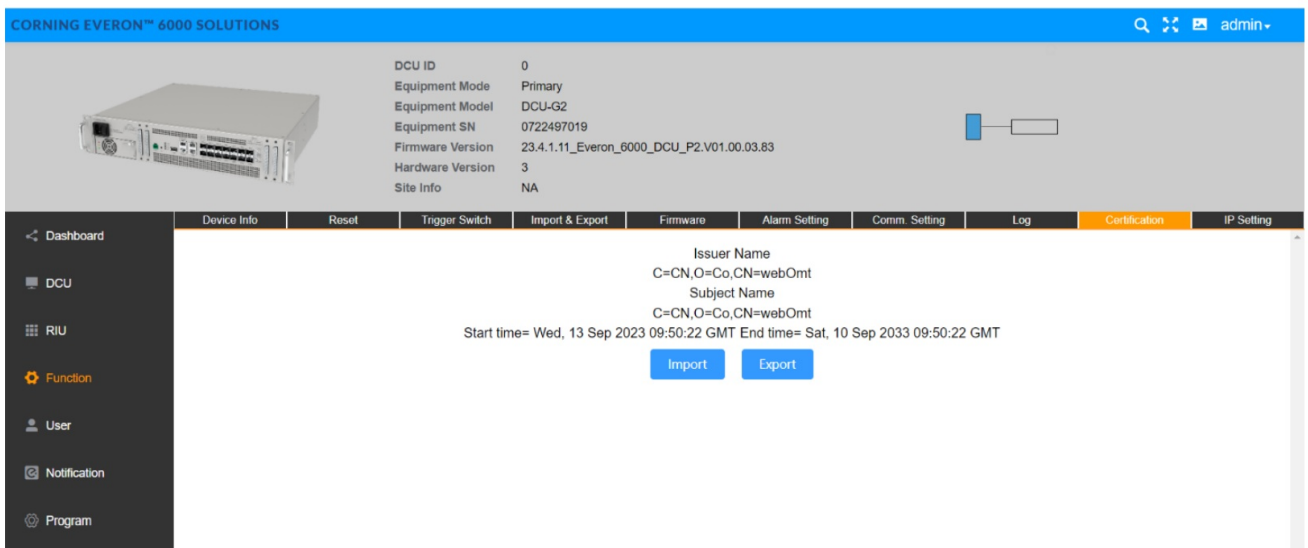 CORNING EVERON™ 6000 SOLUTIONS
admin
DCU ID 0
Equipment Mode Primary
Equipment Model DCU-G2
Equipment SN 0722497019
Firmware Version 23.4.1.11_Everon_6000_DCU_P2.V01.00.03.83
Hardware Version 3
Site Info NA
Device Info Reset Trigger Switch Import & Export Firmware Alarm Setting Comm. Setting Log Certification IP Setting
Dashboard
DCU
RIU
Function
User
Notification
Program
Issuer Name
C=CN,O=Co,CN=webOmt
Subject Name
C=CN,O=Co,CN=webOmt
Start time= Wed, 13 Sep 2023 09:50:22 GMT End time= Sat, 10 Sep 2033 09:50:22 GMT
Import Export